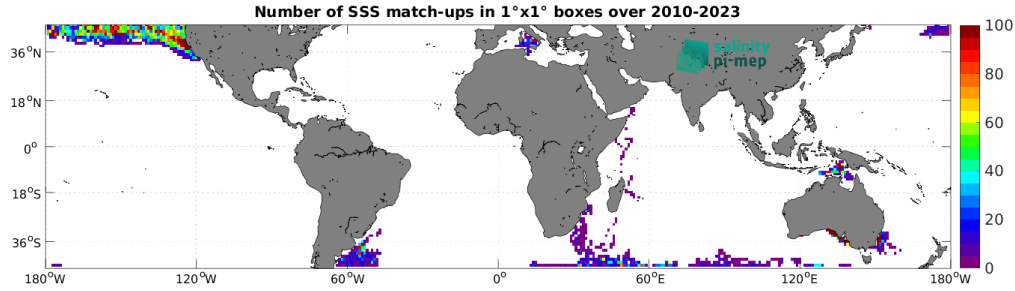 Number of SSS match-ups in 1°x1° boxes over 2010-2023
100
80
60
40
20
0
36°N
18°N
0°
18°S
36°S
180°W
120°W
60°W
0°
60°E
120°E
180°W
salinity
pi-mep